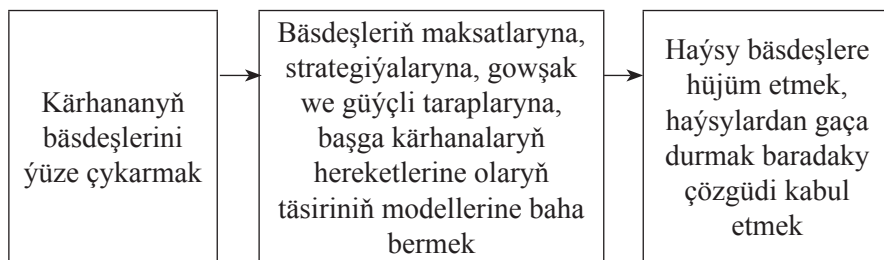 Kärhananyň
bäsdeşlerini
ýüze çykarmak
Bäsdeşleriň maksatlaryna,
strategiýalaryna, gowşak
we güýçli taraplaryna,
başga kärhanalaryň
hereketlerine olaryň
täsiriniň modellerine baha
bermek
Haýsy bäsdeşlere
hüjüm etmek,
haýsylardan gaça
durmak baradaky
çözgüdi kabul
etmek